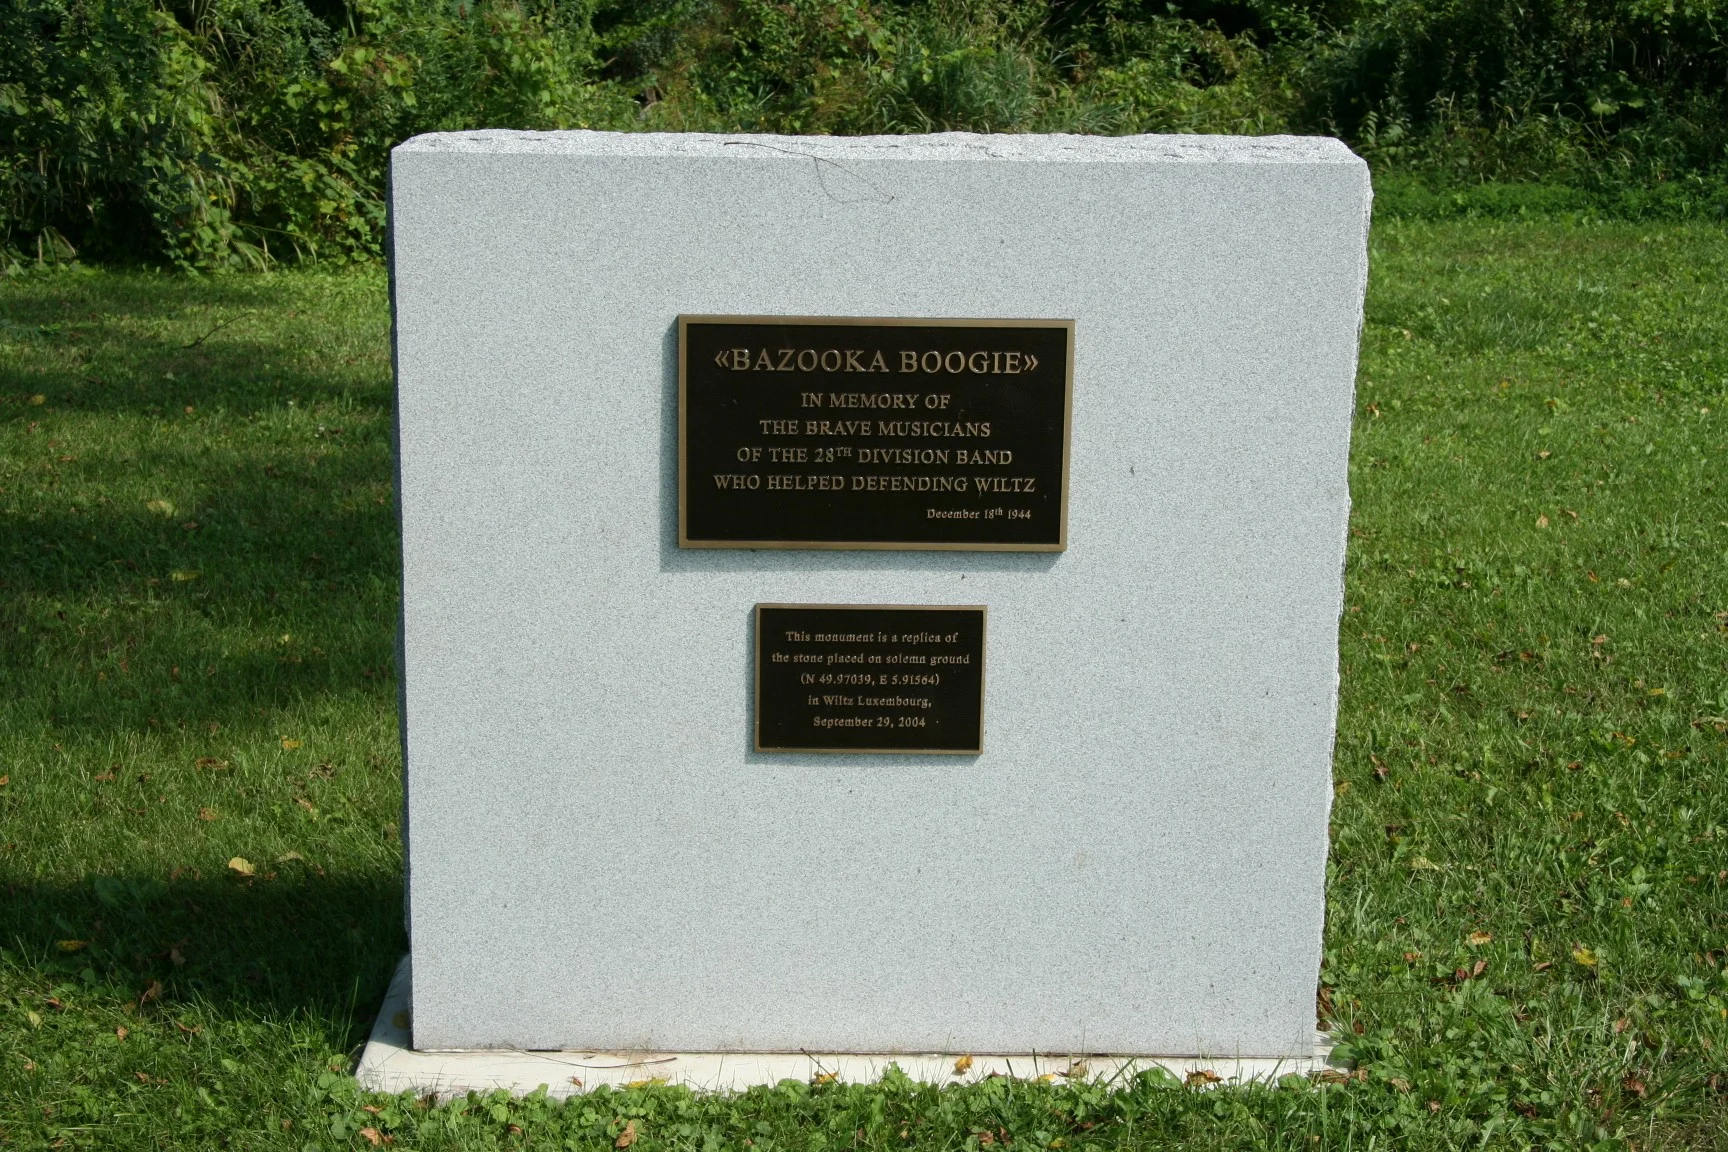 «BAZOOKA BOOGIE»
IN MEMORY OF
THE BRAVE MUSICIANS
OF THE 28TH DIVISION BAND
WHO HELPED DEFENDING WILTZ
December 18th 1944
This monument is a replica of
the stone placed on solemn ground
(N 49.97039, E 5.91564)
in Wiltz Luxembourg,
September 29, 2004